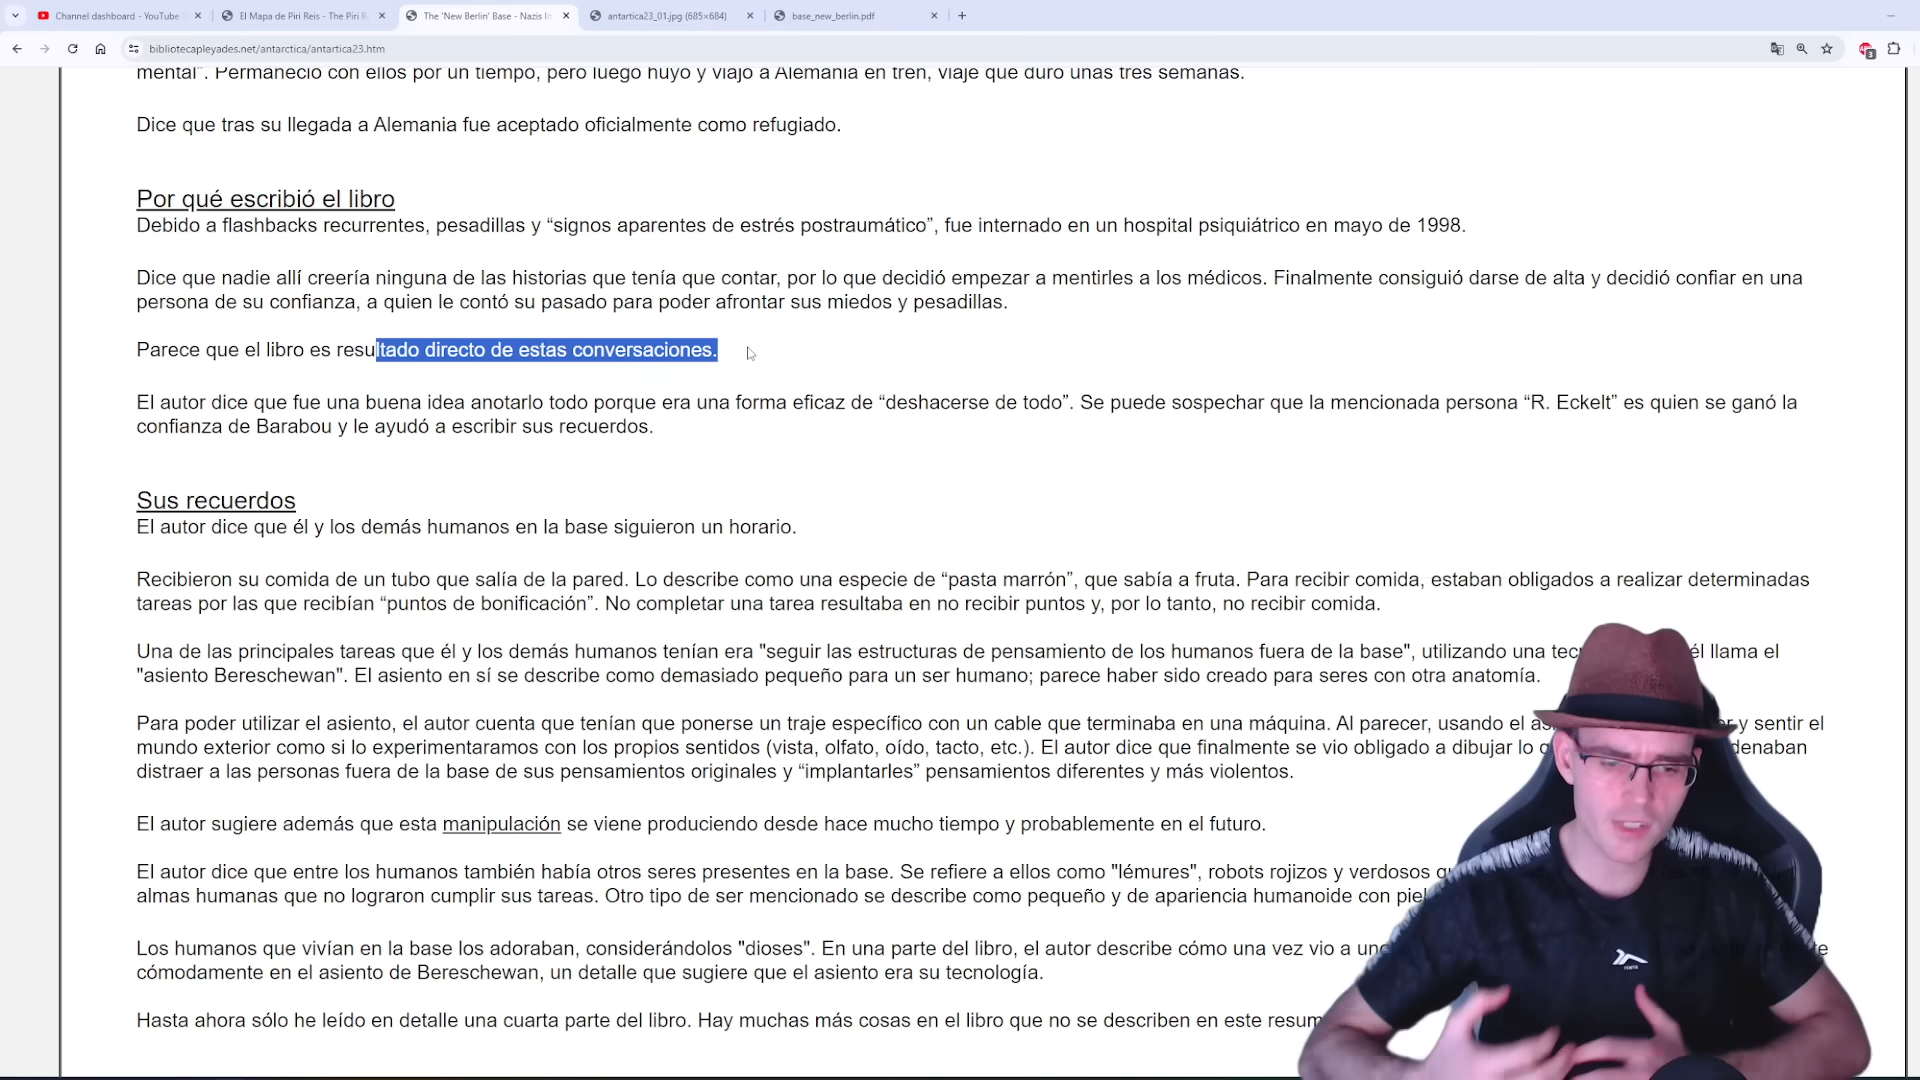 Channel dashboard - YouTube
El Mapa de Piri Reis - The Piri R
The 'New Berlin' Base - Nazis In
antartica23_01.jpg (685×684)
base_new_berlin.pdf
bibliotecapleyades.net/antarctica/antartica23.htm
mental”. Permaneció con ellos por un tiempo, pero luego huyó y viajó a Alemania en tren, viaje que duró unas tres semanas.
Dice que tras su llegada a Alemania fue aceptado oficialmente como refugiado.
Por qué escribió el libro
Debido a flashbacks recurrentes, pesadillas y “signos aparentes de estrés postraumático”, fue internado en un hospital psiquiátrico en mayo de 1998.
Dice que nadie allí creería ninguna de las historias que tenía que contar, por lo que decidió empezar a mentirles a los médicos. Finalmente consiguió darse de alta y decidió confiar en una
persona de su confianza, a quien le contó su pasado para poder afrontar sus miedos y pesadillas.
Parece que el libro es resultado directo de estas conversaciones.
El autor dice que fue una buena idea anotarlo todo porque era una forma eficaz de “deshacerse de todo”. Se puede sospechar que la mencionada persona “R. Eckelt” es quien se ganó la
confianza de Barabou y le ayudó a escribir sus recuerdos.
Sus recuerdos
El autor dice que él y los demás humanos en la base siguieron un horario.
Recibieron su comida de un tubo que salía de la pared. Lo describe como una especie de “pasta marrón”, que sabía a fruta. Para recibir comida, estaban obligados a realizar determinadas
tareas por las que recibían “puntos de bonificación”. No completar una tarea resultaba en no recibir puntos y, por lo tanto, no recibir comida.
Una de las principales tareas que él y los demás humanos tenían era "seguir las estructuras de pensamiento de los humanos fuera de la base", utilizando una él llama el
"asiento Bereschewan". El asiento en sí se describe como demasiado pequeño para un ser humano; parece haber sido creado para seres con otra anatomía.
Para poder utilizar el asiento, el autor cuenta que tenían que ponerse un traje específico con un cable que terminaba en una máquina. Al parecer, usando el y sentir el
mundo exterior como si lo experimentaramos con los propios sentidos (vista, olfato, oído, tacto, etc.). El autor dice que finalmente se vio obligado a dibujar lo
distraer a las personas fuera de la base de sus pensamientos originales y “implantarles” pensamientos diferentes y más violentos.
El autor sugiere además que esta manipulación se viene produciendo desde hace mucho tiempo y probablemente en el futuro.
El autor dice que entre los humanos también había otros seres presentes en la base. Se refiere a ellos como "lémures", robots rojizos y verdosos
almas humanas que no lograron cumplir sus tareas. Otro tipo de ser mencionado se describe como pequeño y de apariencia humanoide con
Los humanos que vivían en la base los adoraban, considerándolos "dioses". En una parte del libro, el autor describe cómo una vez vio a
cómodamente en el asiento de Bereschewan, un detalle que sugiere que el asiento era su tecnología.
Hasta ahora sólo he leído en detalle una cuarta parte del libro. Hay muchas más cosas en el libro que no se describen en este